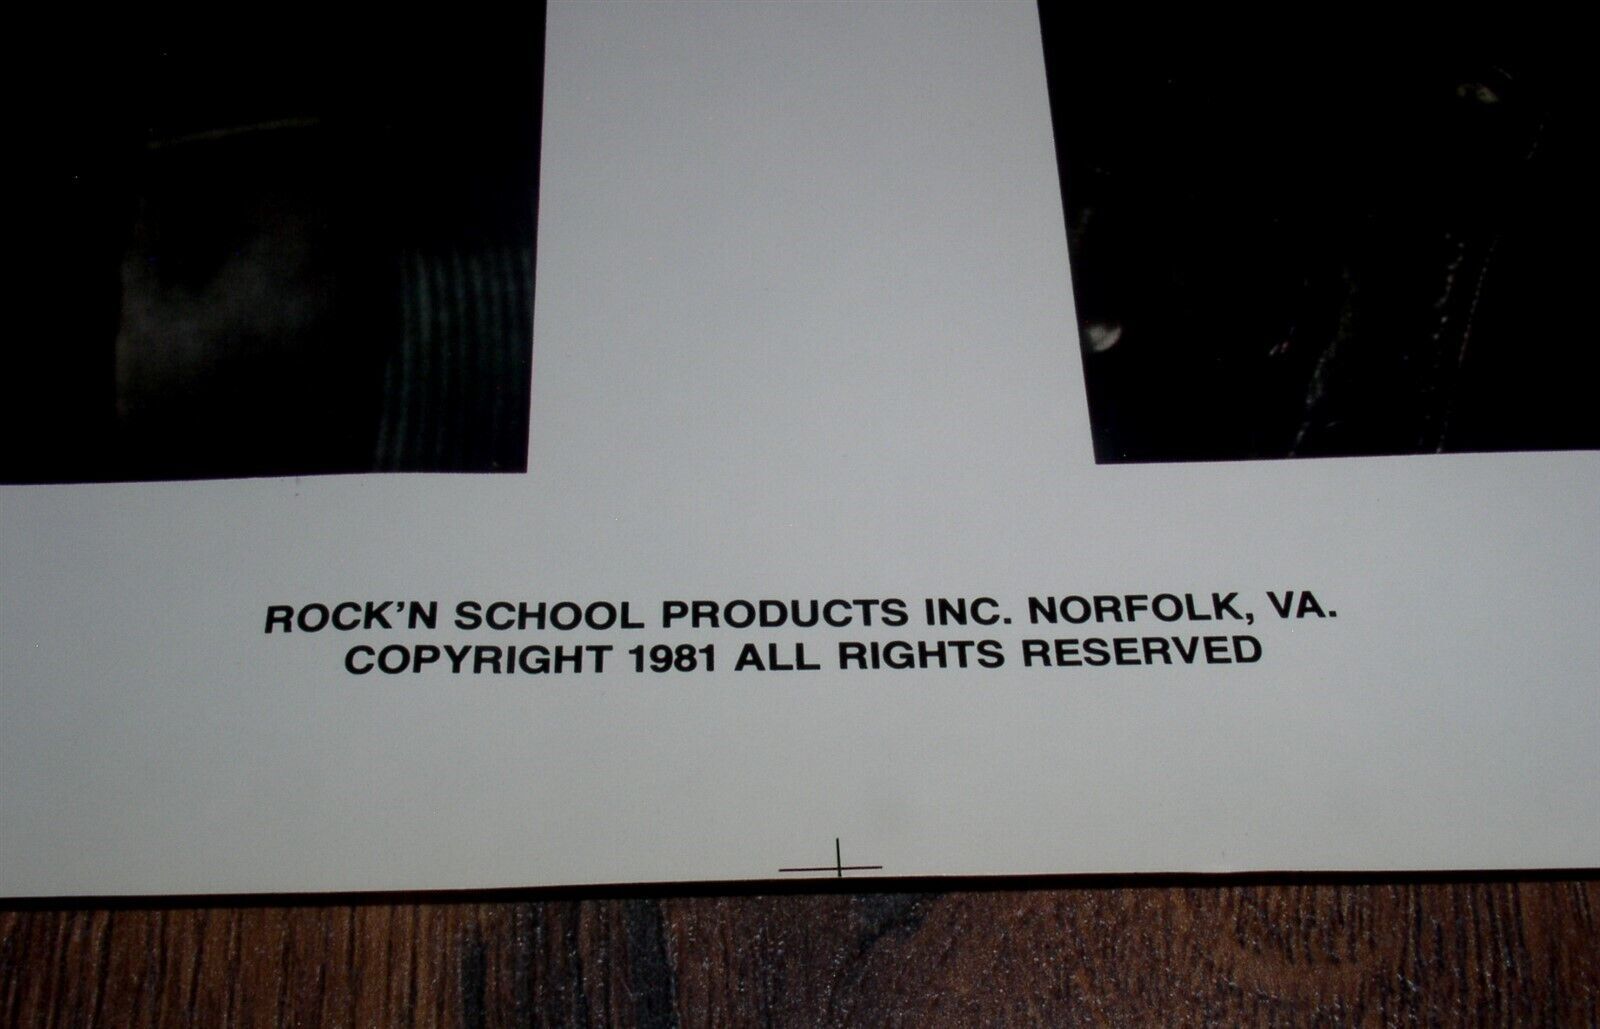 ROCK'N SCHOOL PRODUCTS INC. NORFOLK, VA.
COPYRIGHT 1981 ALL RIGHTS RESERVED